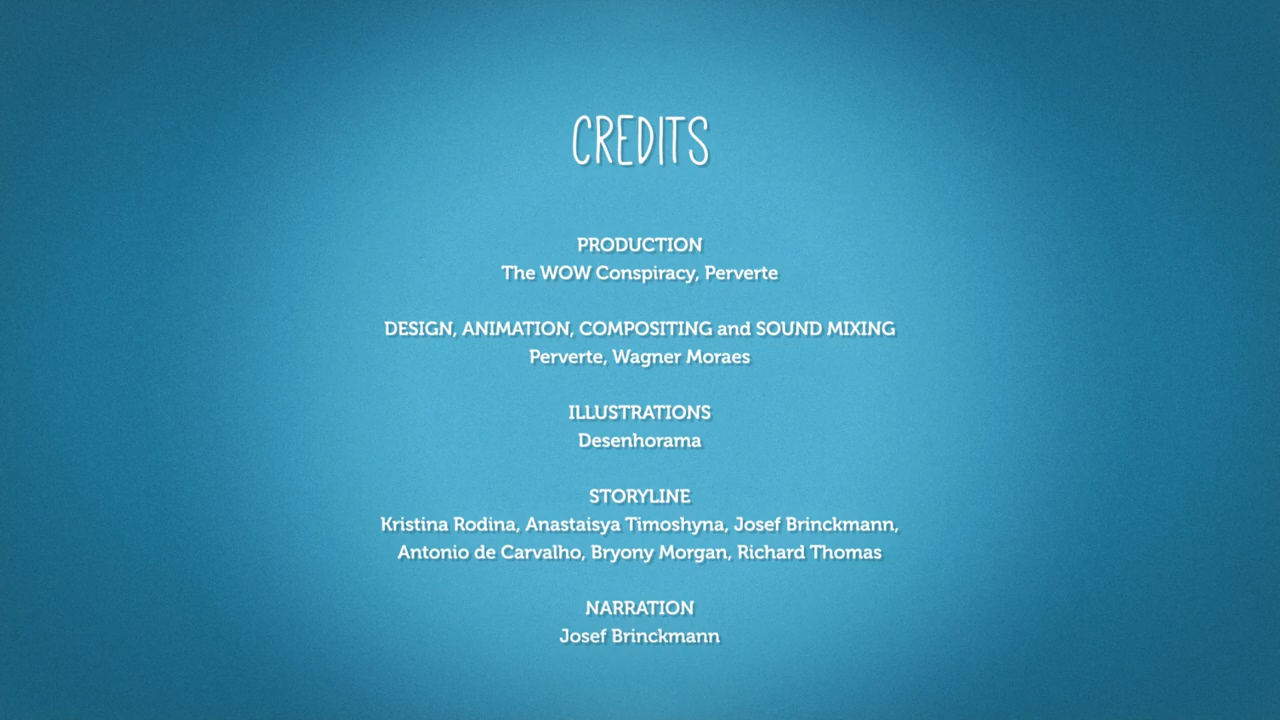 CREDITS
PRODUCTION
The WOW Conspiracy, Perverte
DESIGN, ANIMATION, COMPOSITING and SOUND MIXING
Perverte, Wagner Moraes
ILLUSTRATIONS
Desenhorama
STORYLINE
Kristina Rodina, Anastaisya Timoshyna, Josef Brinckmann,
Antonio de Carvalho, Bryony Morgan, Richard Thomas
NARRATION
Josef Brinckmann